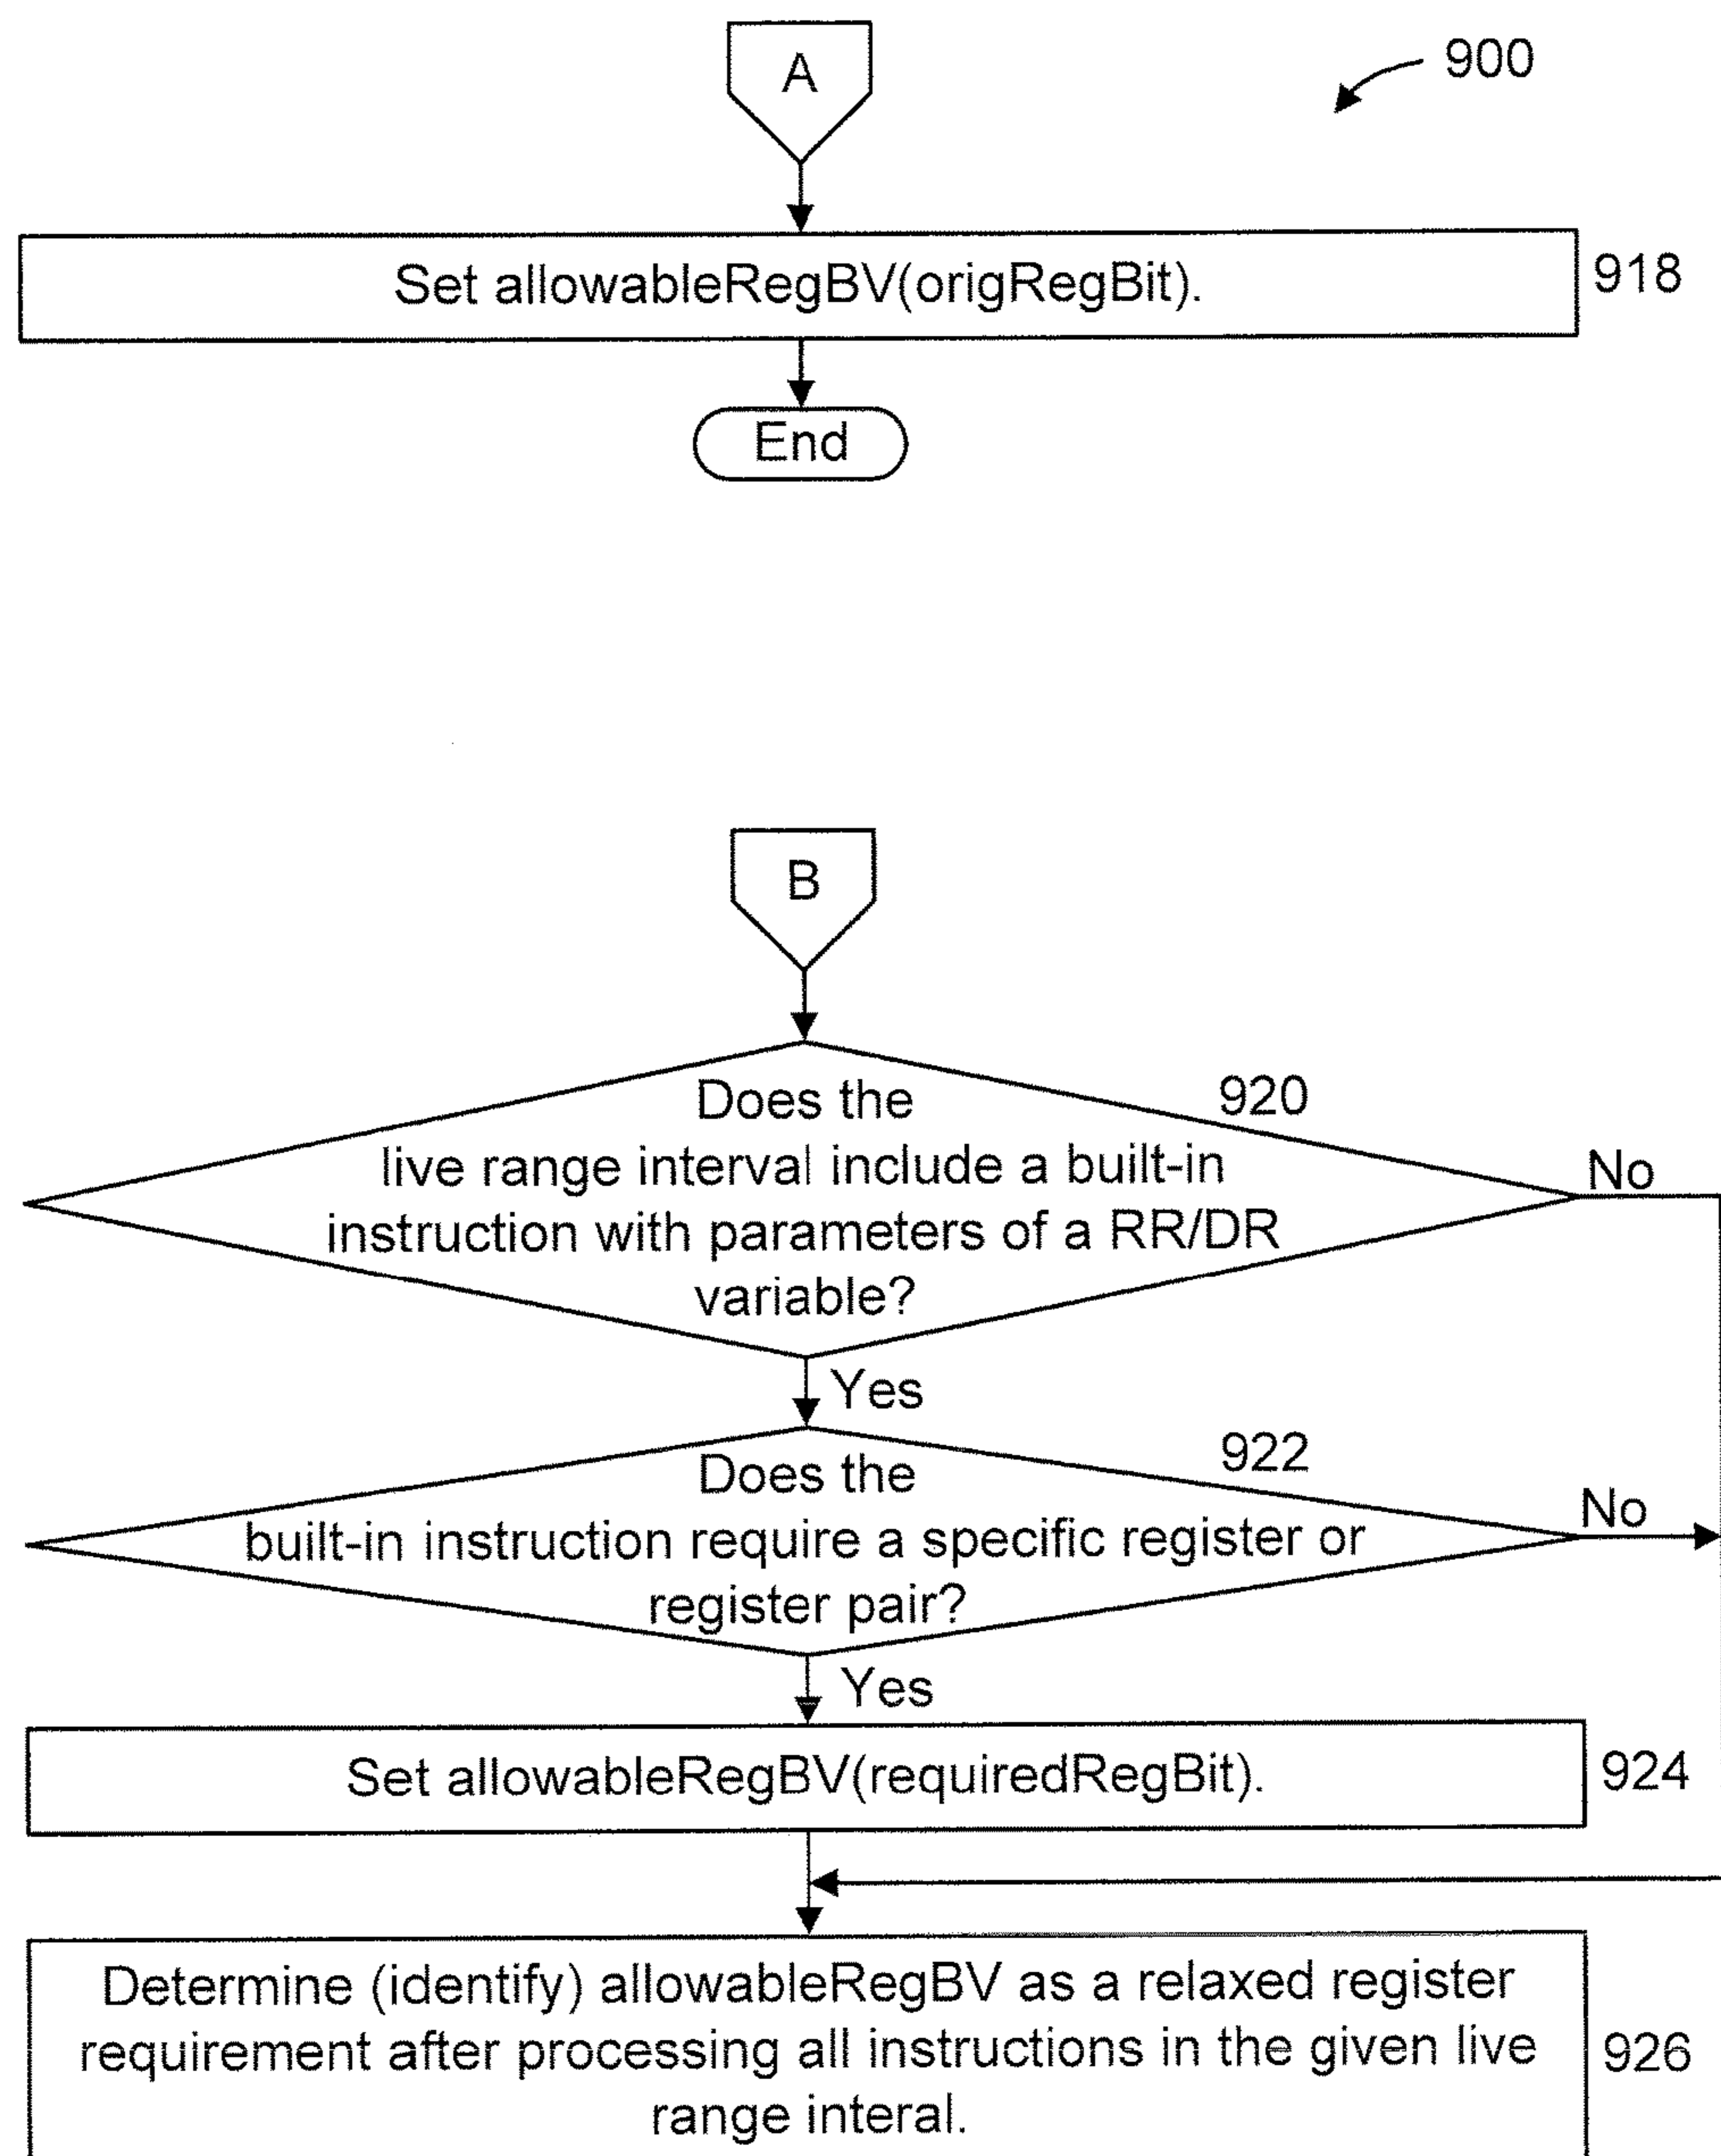 A
900
Set allowableRegBV(origRegBit).
918
End
B
Does the
920
live range interval include a built-in
instruction with parameters of a RR/DR
variable?
No
Yes
Does the
922
built-in instruction require a specific register or
register pair?
No
Yes
Set allowableRegBV(requiredRegBit).
924
Determine (identify) allowableRegBV as a relaxed register
requirement after processing all instructions in the given live
range interal.
926